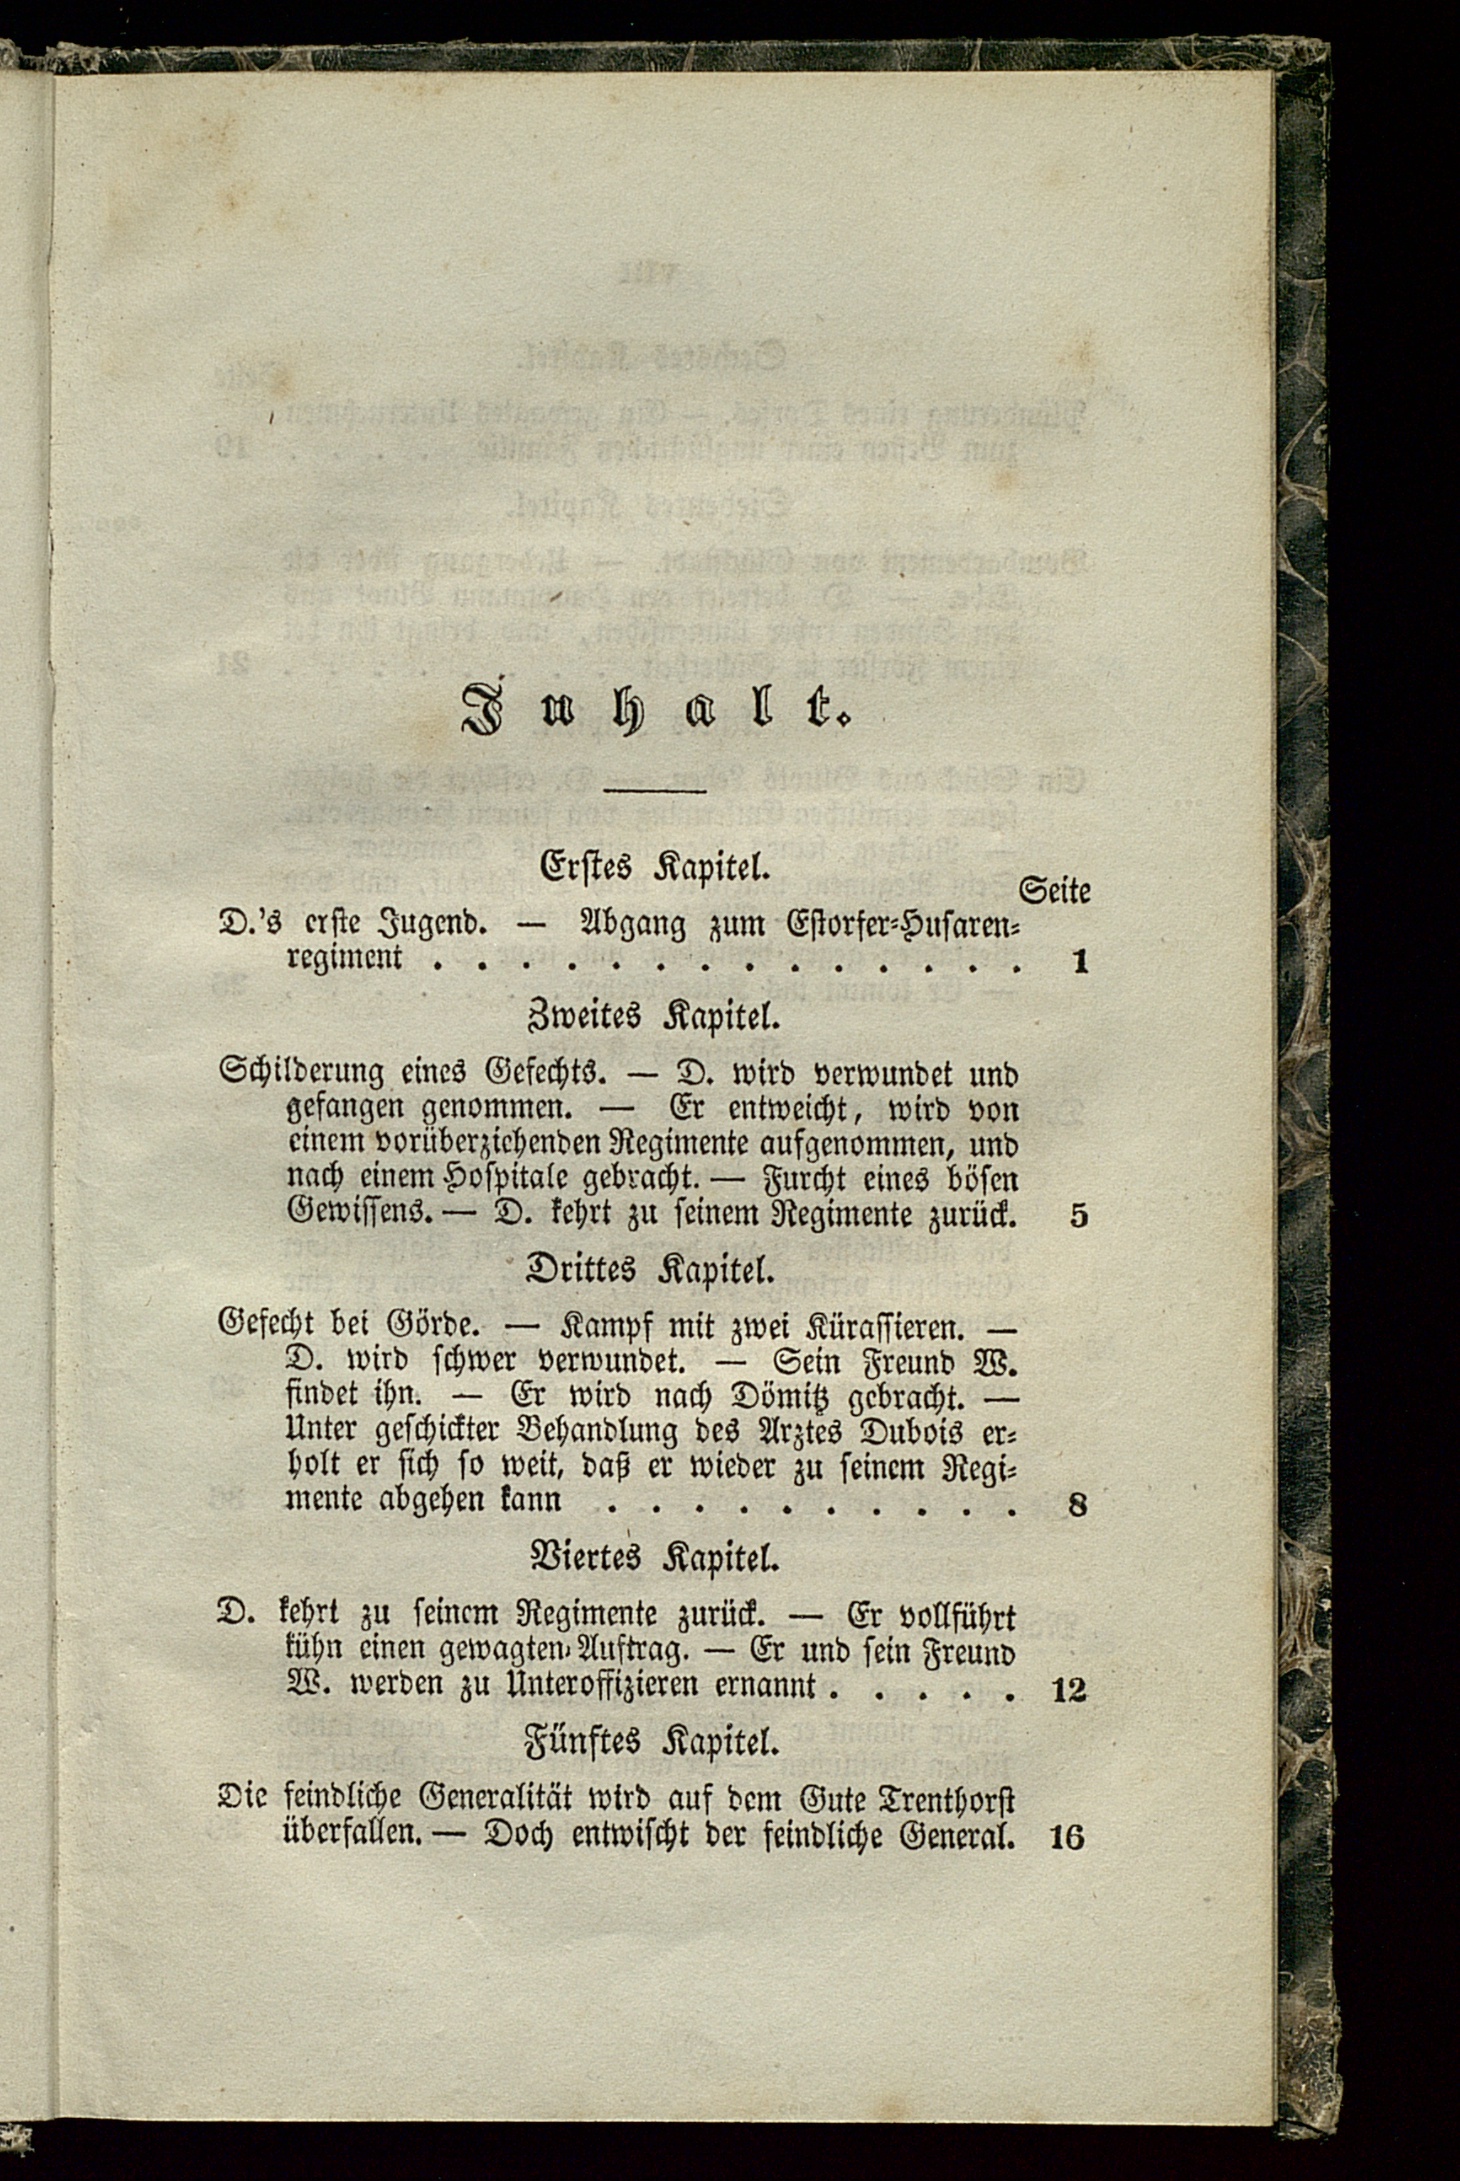 Inhalt.
Erstes Kapitel.
Seite
D.'s erste Jugend. — Abgang zum Estorfer-Husaren-
regiment . . . . . . . . . . . . . . 1
Zweites Kapitel.
Schilderung eines Gefechts. — D. wird verwundet und
gefangen genommen. — Er entweicht, wird von
einem vorüberziehenden Regimente aufgenommen, und
nach einem Hospitale gebracht. — Furcht eines bösen
Gewissens. — D. kehrt zu seinem Regimente zurück. 5
Drittes Kapitel.
Gefecht bei Görde. — Kampf mit zwei Kürassieren. —
D. wird schwer verwundet. — Sein Freund W.
findet ihn. — Er wird nach Dömitz gebracht. —
Unter geschickter Behandlung des Arztes Dubois er-
holt er sich so weit, daß er wieder zu seinem Regi-
mente abgehen kann . . . . . . . . . . 8
Viertes Kapitel.
D. kehrt zu seinem Regimente zurück. — Er vollführt
kühn einen gewagten Auftrag. — Er und sein Freund
W. werden zu Unteroffizieren ernannt . . . . . 12
Fünftes Kapitel.
Die feindliche Generalität wird auf dem Gute Trenthorst
überfallen. — Doch entwischt der feindliche General. 16